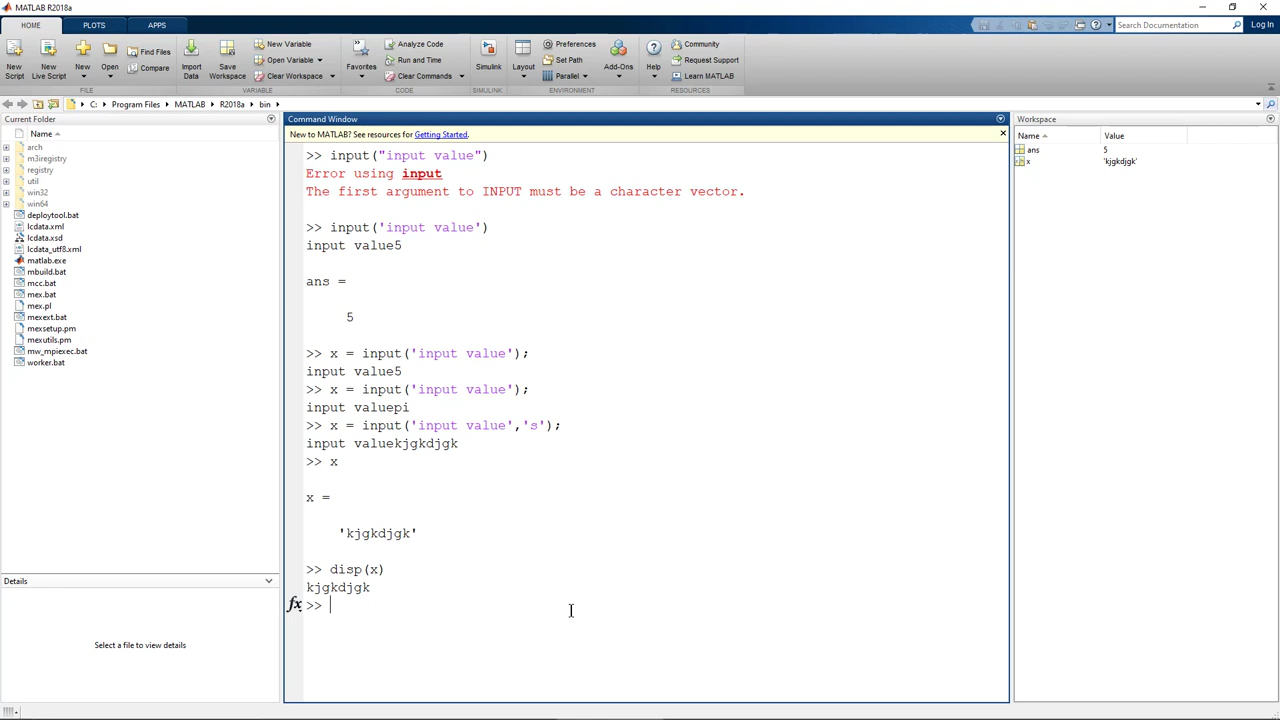 MATLAB R2018a
HOME
PLOTS
APPS
Search Documentation
Log In
New Script
New Live Script
New
Open
Find Files
Compare
Import Data
Save Workspace
New Variable
Open Variable
Clear Workspace
Favorites
Analyze Code
Run and Time
Clear Commands
Simulink
Layout
Preferences
Set Path
Parallel
Add-Ons
Help
Community
Request Support
Learn MATLAB
FILE
VARIABLE
CODE
SIMULINK
ENVIRONMENT
RESOURCES
C: Program Files MATLAB R2018a bin
Current Folder
Name
arch
m3iregistry
registry
util
win32
win64
deploytool.bat
lcdata.xml
lcdata.xsd
lcdata_utf8.xml
matlab.exe
mbuild.bat
mcc.bat
mex.bat
mex.pl
mexext.bat
mexsetup.pm
mexutils.pm
mw_mpiexec.bat
worker.bat
Details
Select a file to view details
Command Window
New to MATLAB? See resources for Getting Started.
>> input("input value")
Error using input
The first argument to INPUT must be a character vector.
>> input('input value')
input value5
ans =
5
>> x = input('input value');
input value5
>> x = input('input value');
input valuepi
>> x = input('input value','s');
input valuekjgkdjgk
>> x
x =
'kjgkdjgk'
>> disp(x)
kjgkdjgk
fx >>
Workspace
Name Value
ans 5
x 'kjgkdjgk'